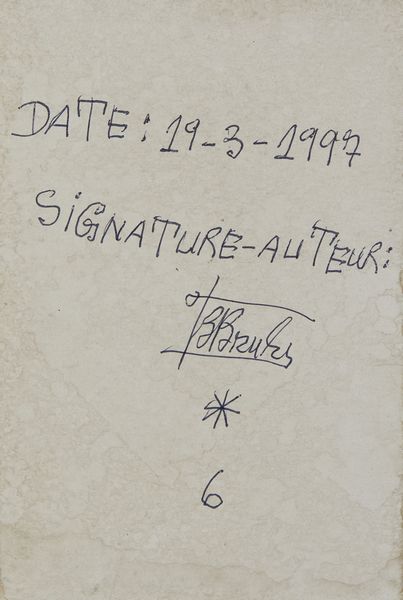 DATE: 19-3-1997
SIGNATURE-AUTEUR:
*
6